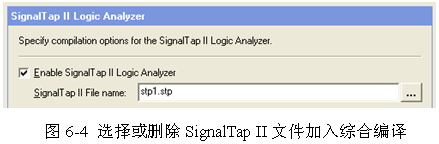 SignalTap II Logic Analyzer
Specify compilation options for the SignalTap II Logic Analyzer.
Enable SignalTap II Logic Analyzer
SignalTap II File name: stp1.stp ...
图 6-4 选择或删除 SignalTap II 文件加入综合编译